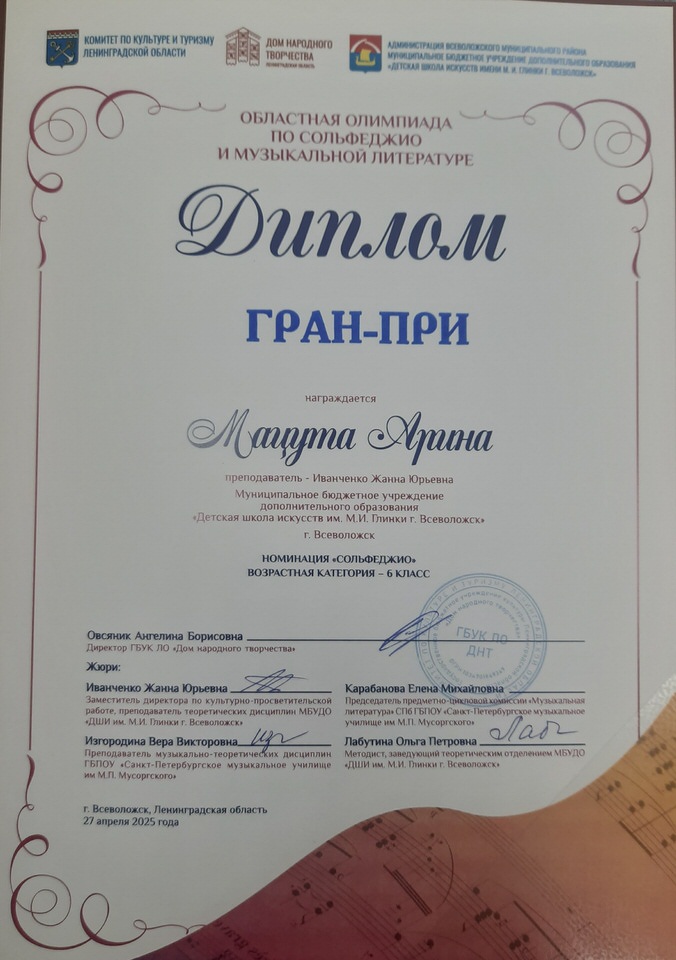 КОМИТЕТ ПО КУЛЬТУРЕ И ТУРИЗМУ
ЛЕНИНГРАДСКОЙ ОБЛАСТИ
ДОМ НАРОДНОГО
ТВОРЧЕСТВА
ЛЕНИНГРАДСКАЯ ОБЛАСТЬ
АДМИНИСТРАЦИЯ ВСЕВОЛОЖСКОГО МУНИЦИПАЛЬНОГО РАЙОНА
МУНИЦИПАЛЬНОЕ БЮДЖЕТНОЕ УЧРЕЖДЕНИЕ ДОПОЛНИТЕЛЬНОГО ОБРАЗОВАНИЯ
«ДЕТСКАЯ ШКОЛА ИСКУССТВ ИМЕНИ М. И. ГЛИНКИ Г. ВСЕВОЛОЖСК»
ОБЛАСТНАЯ ОЛИМПИАДА
ПО СОЛЬФЕДЖИО
И МУЗЫКАЛЬНОЙ ЛИТЕРАТУРЕ
Диплом
ГРАН-ПРИ
награждается
Мацута Арина
преподаватель - Иванченко Жанна Юрьевна
Муниципальное бюджетное учреждение
дополнительного образования
«Детская школа искусств им. М.И. Глинки г. Всеволожск»
г. Всеволожск
НОМИНАЦИЯ «СОЛЬФЕДЖИО»
ВОЗРАСТНАЯ КАТЕГОРИЯ – 6 КЛАСС
ГБУК ЛО
ДНТ
Овсяник Ангелина Борисовна
Директор ГБУК ЛО «Дом народного творчества»
Жюри:
Иванченко Жанна Юрьевна
Заместитель директора по культурно-просветительской
работе, преподаватель теоретических дисциплин МБУДО
«ДШИ им. М.И. Глинки г. Всеволожск»
Карабанова Елена Михайловна
Председатель предметно-цикловой комиссии «Музыкальная
литература» СПб ГБПОУ «Санкт-Петербургское музыкальное
училище им М.П. Мусоргского»
Изгородина Вера Викторовна
Преподаватель музыкально-теоретических дисциплин
ГБПОУ «Санкт-Петербургское музыкальное училище
им М.П. Мусоргского»
Лабутина Ольга Петровна
Методист, заведующий теоретическим отделением МБУДО
«ДШИ им. М.И. Глинки г. Всеволожск»
г. Всеволожск, Ленинградская область
27 апреля 2025 года